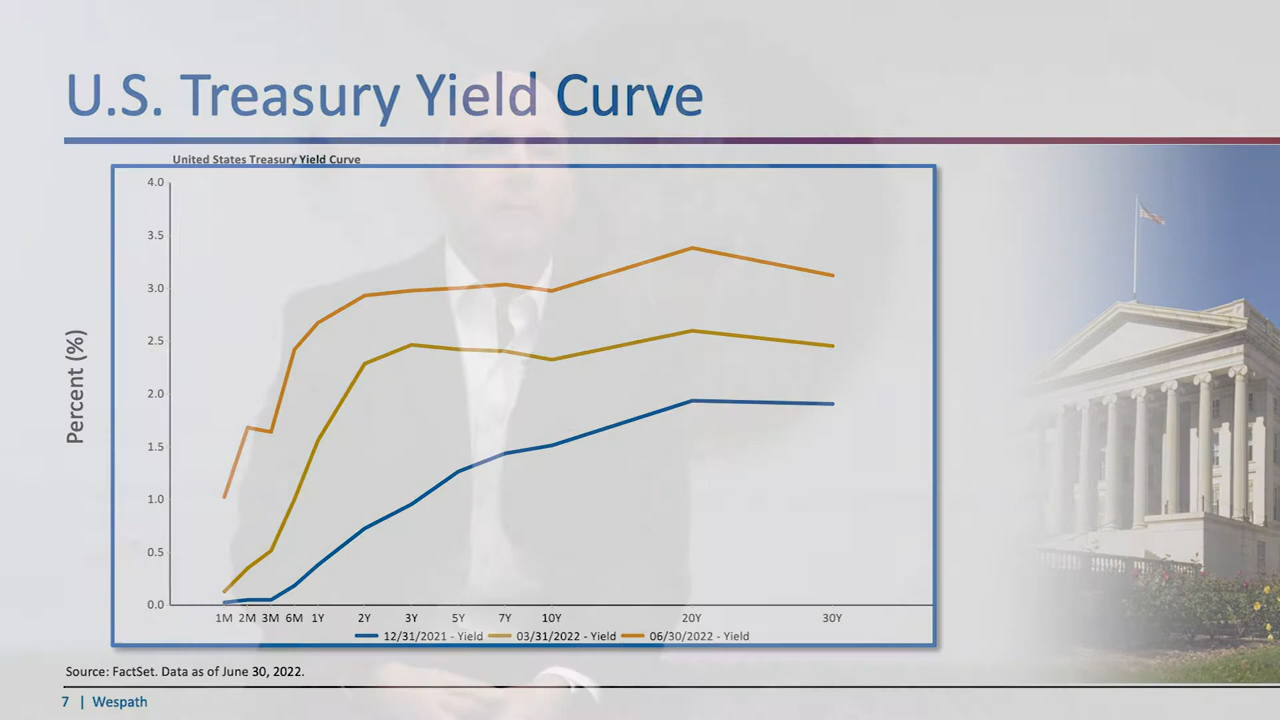 U.S. Treasury Yield Curve
United States Treasury Yield Curve
4.0
3.5
3.0
2.5
2.0
1.5
1.0
0.5
0.0
Percent (%)
1M 2M 3M 6M 1Y 2Y 3Y 5Y 7Y 10Y 20Y 30Y
12/31/2021 - Yield 03/31/2022 - Yield 06/30/2022 - Yield
Source: FactSet. Data as of June 30, 2022.
7 | Wespath